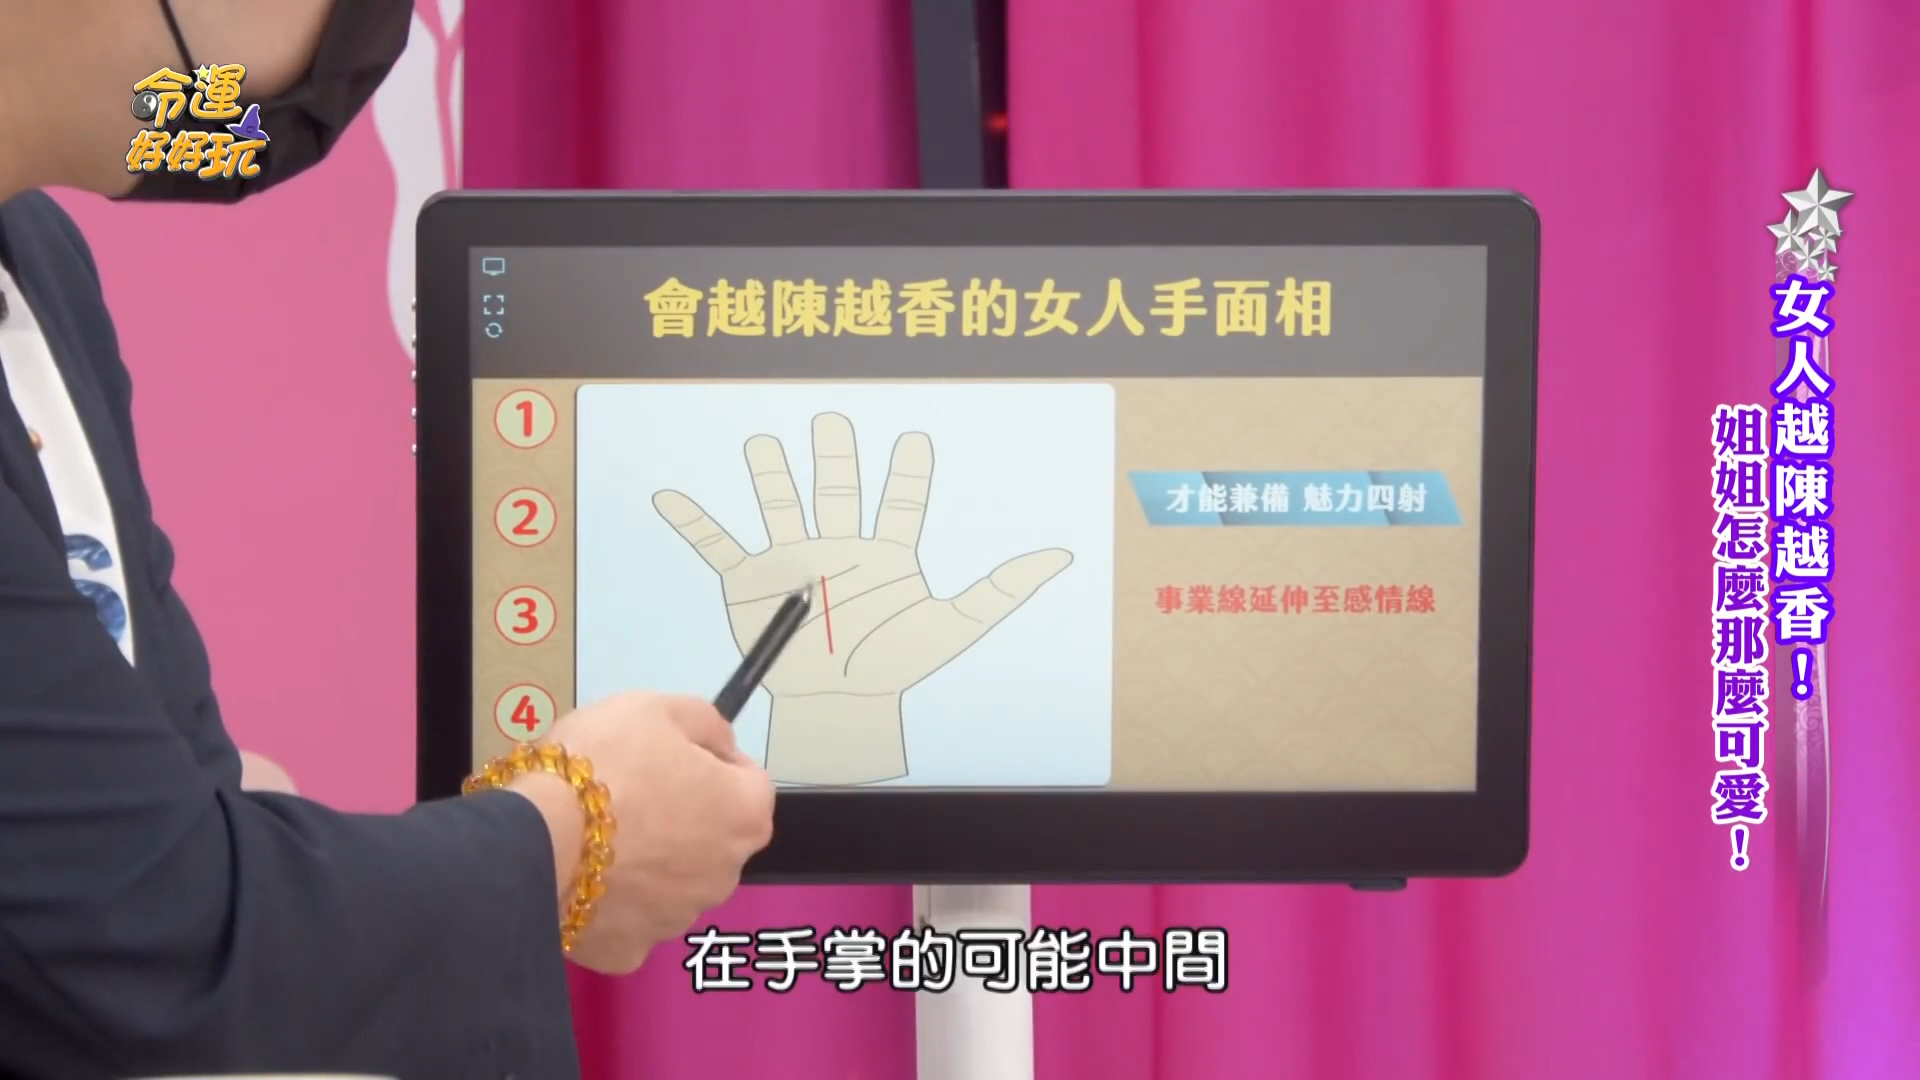 命運
好好玩
會越陳越香的女人手面相
1
2
3
4
才能兼備 魅力四射
事業線延伸至感情線
女人越陳越香！
姐姐怎麼那麼可愛！
在手掌的可能中間